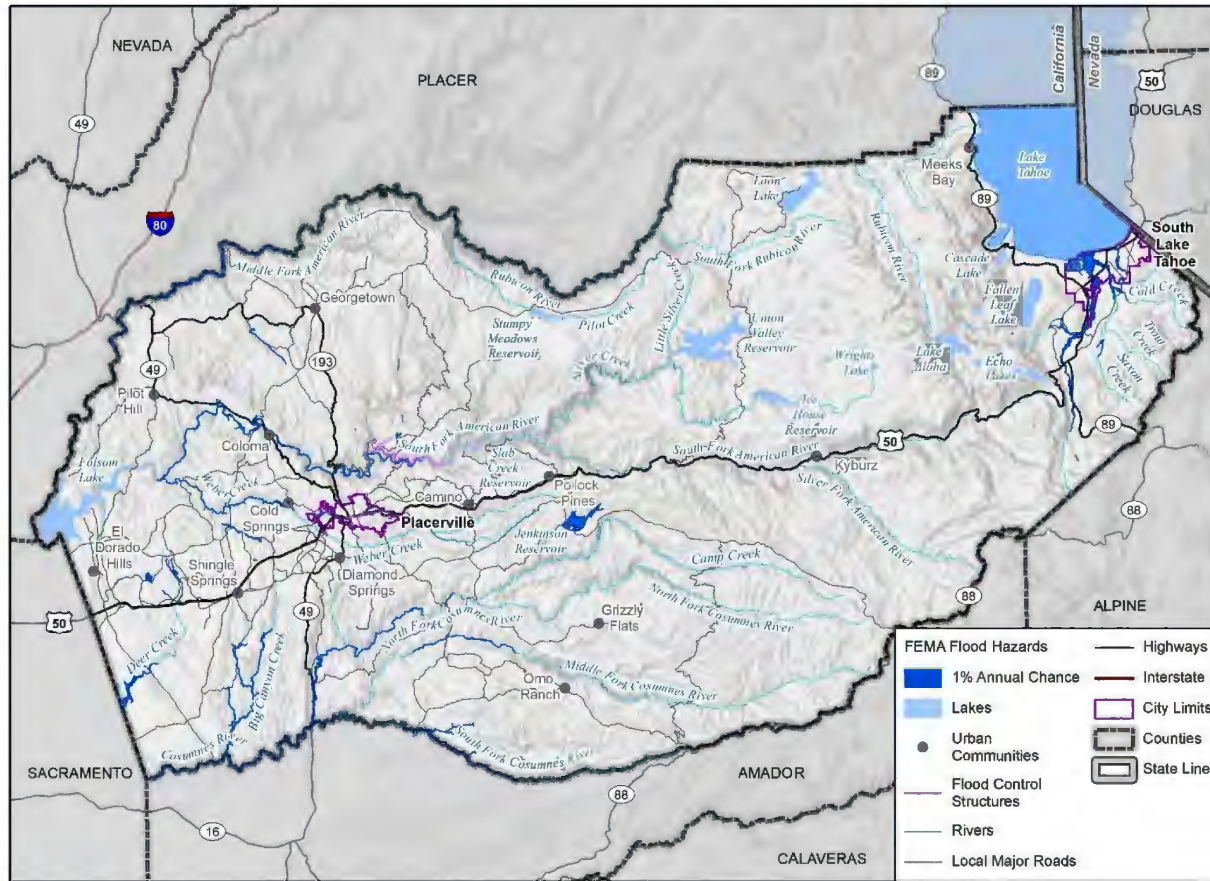 NEVADA
PLACER
89
California
Nevada
50
DOUGLAS
49
80
Lake
Tahoe
Meeks
Bay
89
Loon
Lake
South
Lake
Tahoe
Middle Fork American River
South Fork Rubicon River
Rubicon River
Cascade
Lake
Fallen
Leaf
Lake
Cold Creek
Trout
Creek
Saxon
Creek
Georgetown
Rubicon River
Pilot Creek
Little Silver Creek
Stumpy
Meadows
Reservoir
Union
Valley
Reservoir
Silver Creek
Wrights
Lake
Lake
Aloha
Echo
Lakes
193
49
Pilot
Hill
Ice
House
Reservoir
89
Coloma
South Fork American River
50
South Fork American River
Kyburz
Folsom
Lake
Weber Creek
Slab
Creek
Reservoir
Camino
Pollock
Pines
Silver Fork American River
88
Cold
Springs
Placerville
El
Dorado
Hills
Weber Creek
Jenkinson
Reservoir
Camp Creek
Shingle
Springs
Diamond
Springs
88
ALPINE
50
49
North Fork
Cosumnes River
Grizzly
Flats
North Fork Cosumnes River
Deer Creek
Big Canyon Creek
Middle Fork Cosumnes River
Omo
Ranch
Cosumnes River
South Fork Cosumnes River
SACRAMENTO
AMADOR
88
16
CALAVERAS
FEMA Flood Hazards
1% Annual Chance
Lakes
Urban
Communities
Flood Control
Structures
Rivers
Local Major Roads
Highways
Interstate
City Limits
Counties
State Line